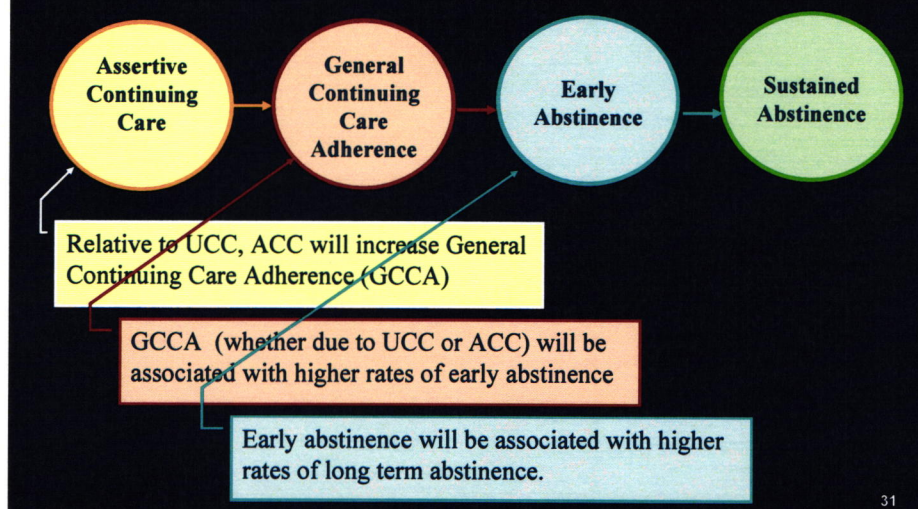 Assertive
Continuing
Care
General
Continuing
Care
Adherence
Early
Abstinence
Sustained
Abstinence
Relative to UCC, ACC will increase General
Continuing Care Adherence (GCCA)
GCCA (whether due to UCC or ACC) will be
associated with higher rates of early abstinence
Early abstinence will be associated with higher
rates of long term abstinence.
31